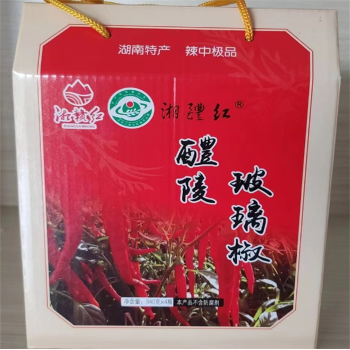 湖南特产 辣中极品
湘醴红®
醴陵
玻璃椒
本产品不含防腐剂